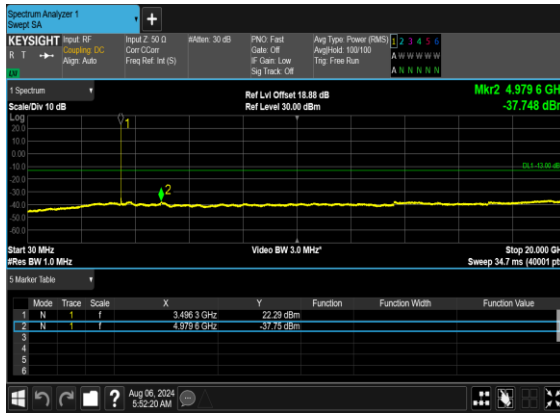 Spectrum Analyzer 1
Swept SA
KEYSIGHT
R T
Input: RF
Coupling: DC
Align: Auto
Input Z: 50 Ω
Corr CCorr
Freq Ref: Int (S)
#Atten: 30 dB
PNO: Fast
Gate: Off
IF Gain: Low
Sig Track: Off
Avg Type: Power (RMS)
Avg|Hold: 100/100
Trig: Free Run
1 2 3 4 5 6
A W W W W W
A N N N N N
1 Spectrum
Scale/Div 10 dB
Ref Lvl Offset 18.88 dB
Ref Level 30.00 dBm
Mkr2 4.979 6 GH
-37.748 dB
Log
20.0
10.0
0.00
-10.0
-20.0
-30.0
-40.0
-50.0
-60.0
1
2
DL1 -13.00 dB
Start 30 MHz
#Res BW 1.0 MHz
Video BW 3.0 MHz*
Stop 20.000 GH
Sweep 34.7 ms (40001 pt
5 Marker Table
Mode Trace Scale X Y Function Function Width Function Value
1 N 1 f 3.496 3 GHz 22.29 dBm
2 N 1 f 4.979 6 GHz -37.75 dBm
3
4
5
6
?
Aug 06, 2024
5:52:20 AM